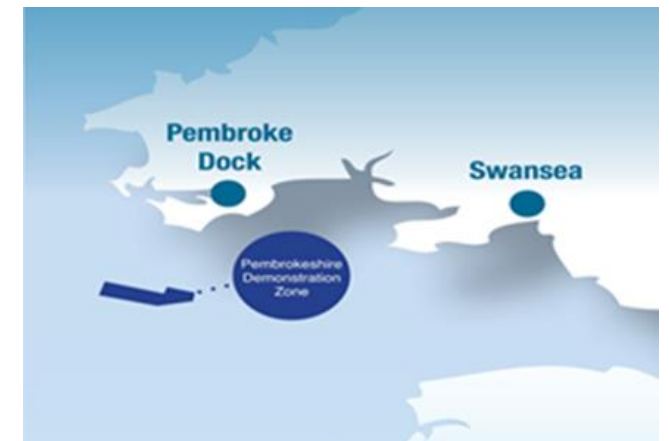 Pembroke
Dock
Swansea
Pembrokeshire
Demonstration
Zone